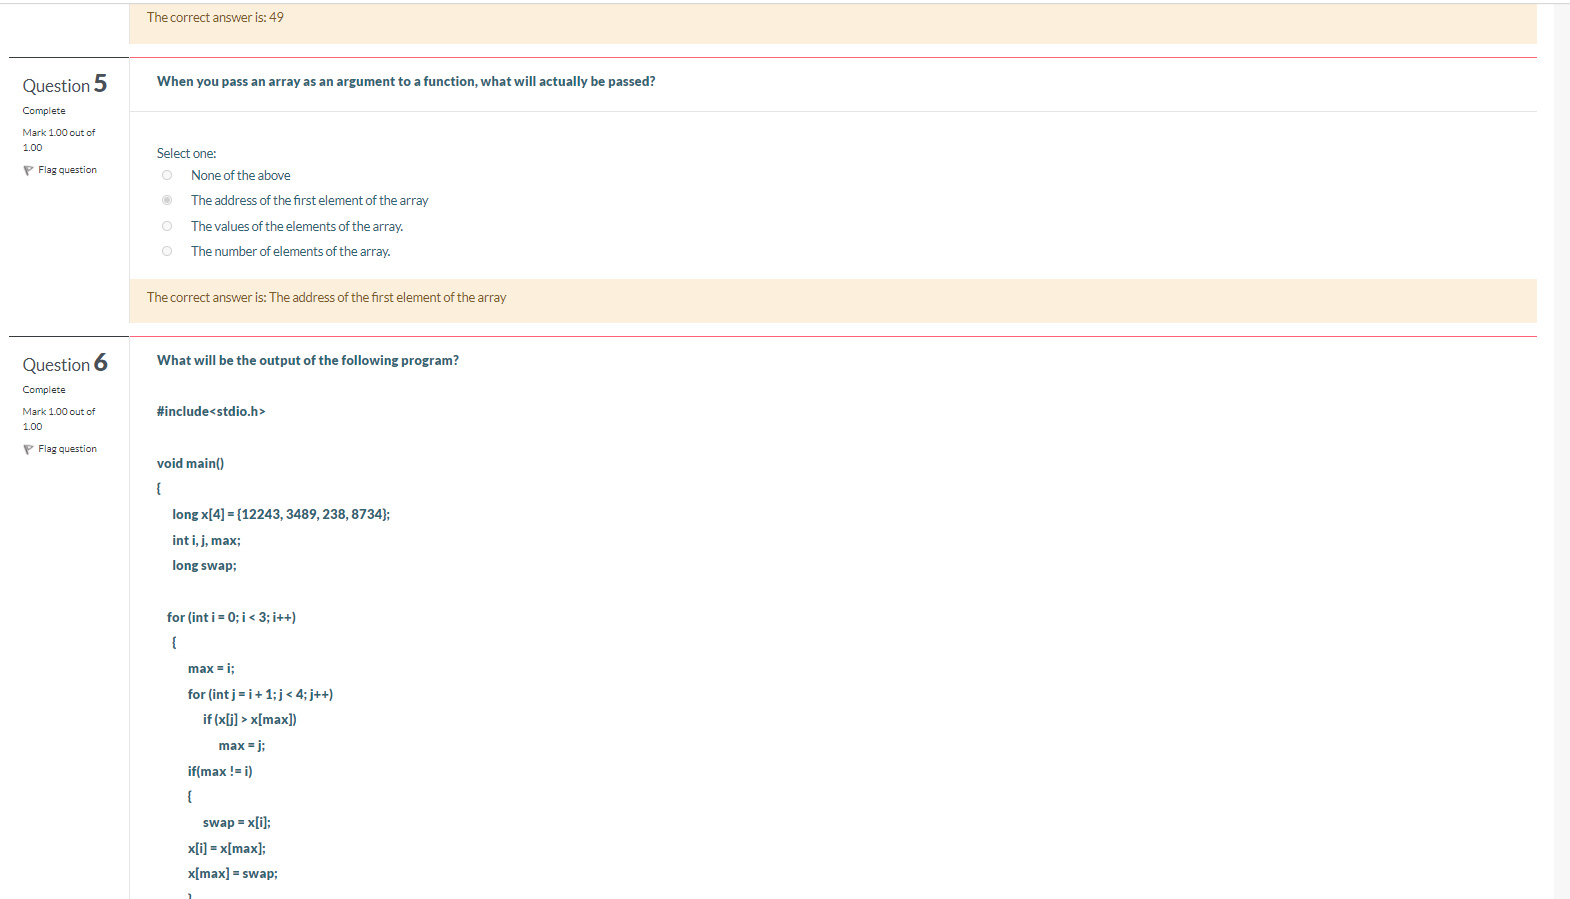 The correct answer is: 49
Question 5
Complete
Mark 1.00 out of
1.00
Flag question
When you pass an array as an argument to a function, what will actually be passed?
Select one:
None of the above
The address of the first element of the array
The values of the elements of the array.
The number of elements of the array.
The correct answer is: The address of the first element of the array
Question 6
Complete
Mark 1.00 out of
1.00
Flag question
What will be the output of the following program?
#include<stdio.h>
void main()
{
long x[4] = {12243, 3489, 238, 8734};
int i, j, max;
long swap;
for (int i = 0; i < 3; i++)
{
max = i;
for (int j = i + 1; j < 4; j++)
if (x[j] > x[max])
max = j;
if(max != i)
{
swap = x[i];
x[i] = x[max];
x[max] = swap;
}